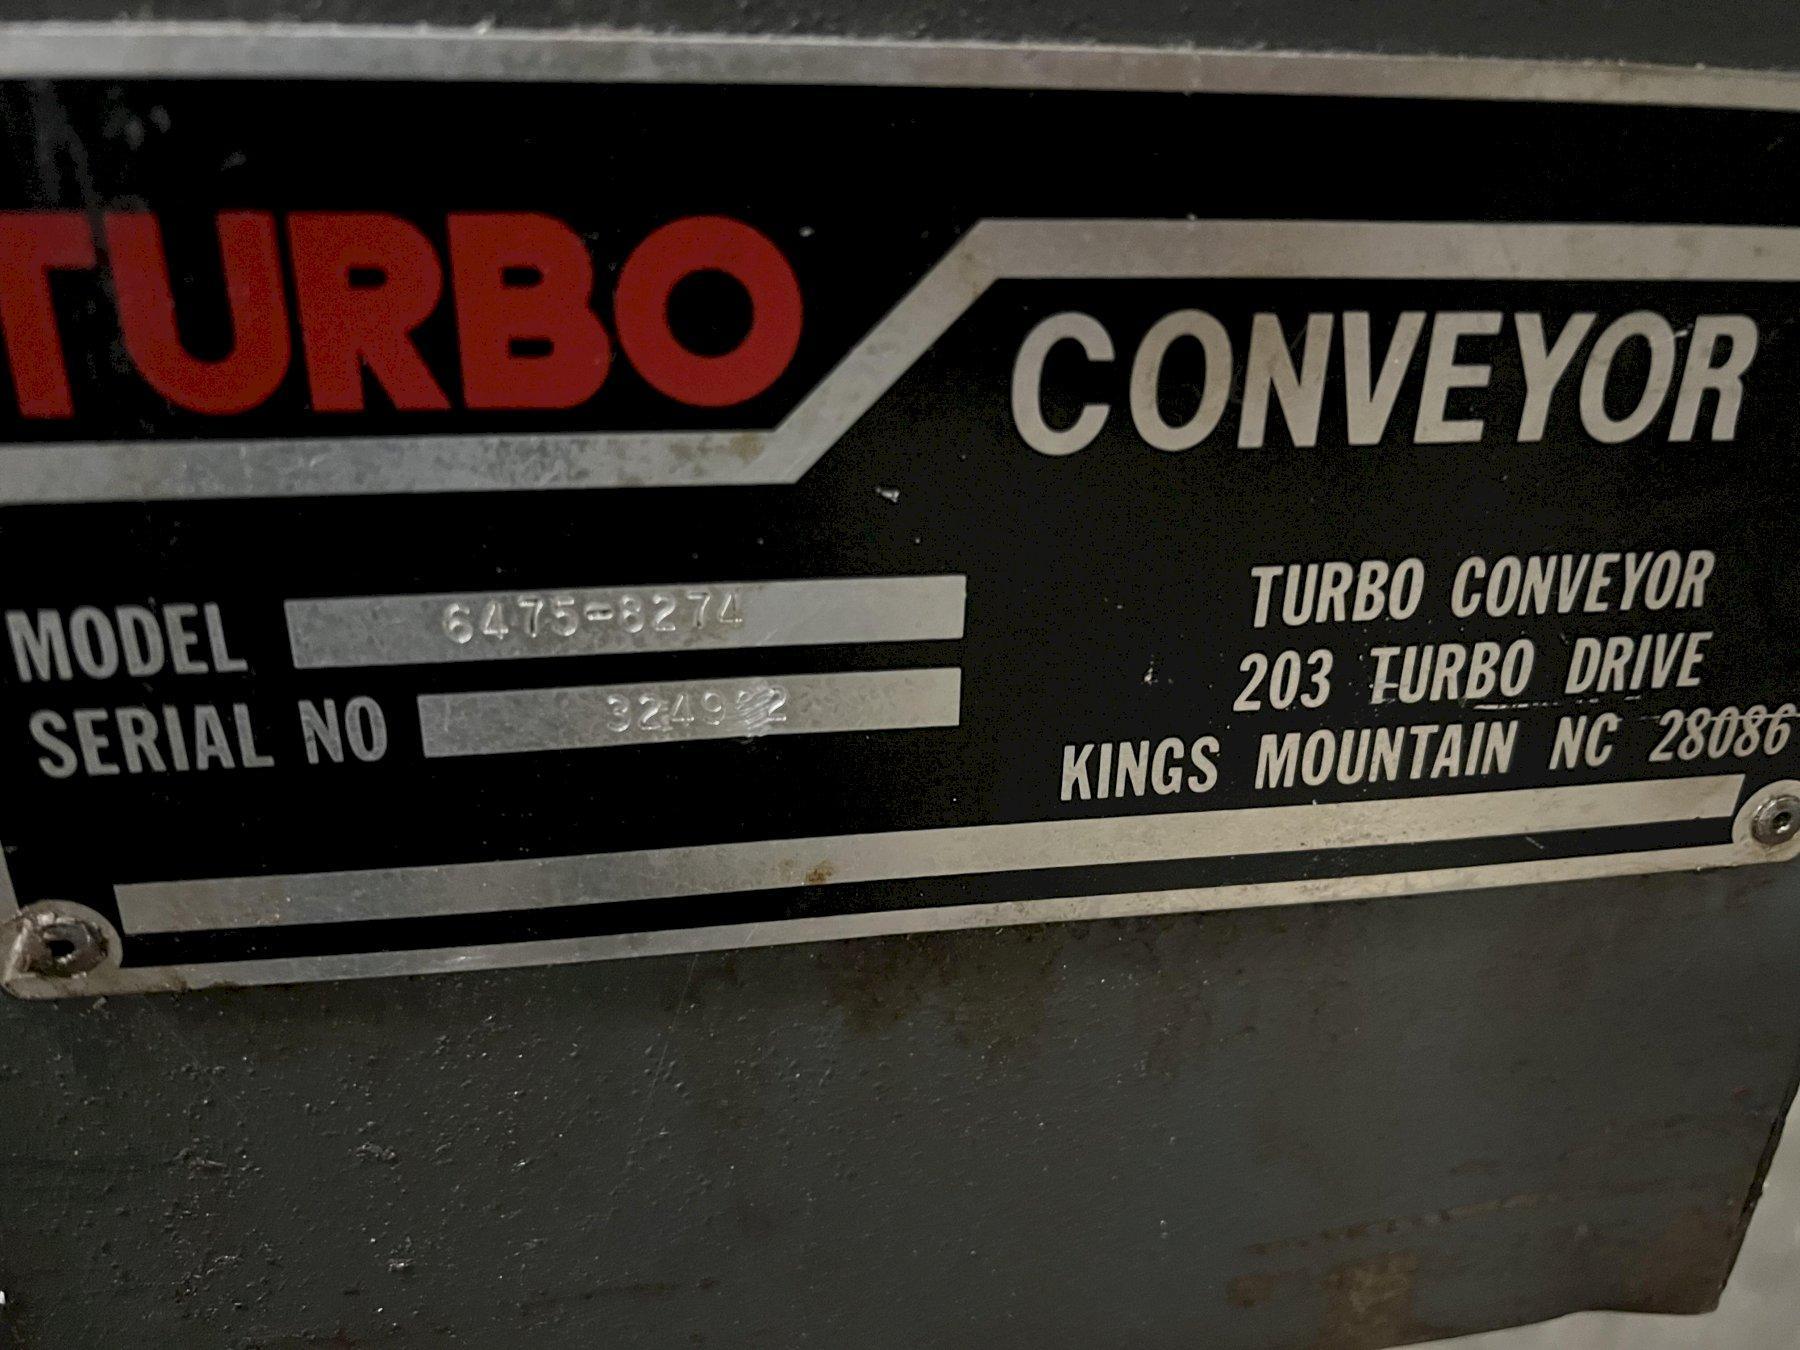 TURBO
CONVEYOR
MODEL 6475-8274
SERIAL NO
TURBO CONVEYOR
203 TURBO DRIVE
KINGS MOUNTAIN NC 28086